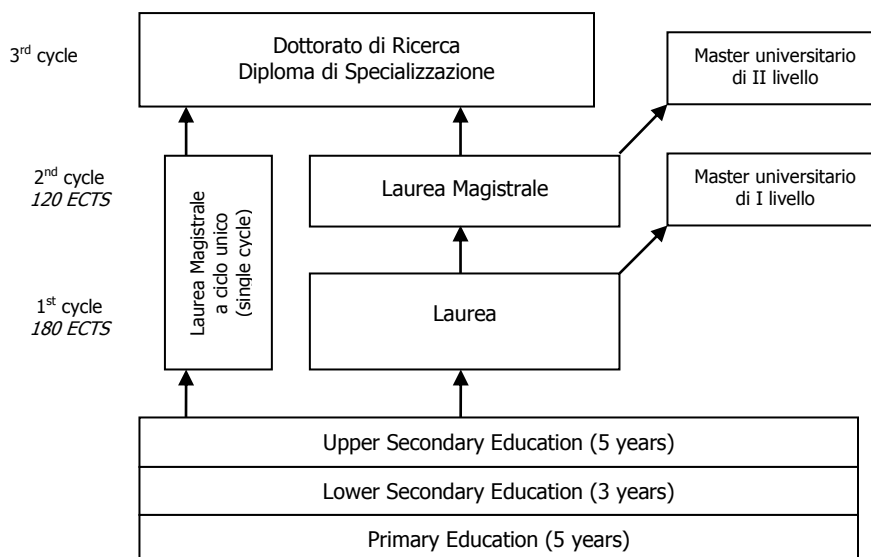 3rd cycle
Dottorato di Ricerca
Diploma di Specializzazione
Master universitario
di II livello
2nd cycle
120 ECTS
Laurea Magistrale
a ciclo unico
(single cycle)
Laurea Magistrale
Master universitario
di I livello
1st cycle
180 ECTS
Laurea
Upper Secondary Education (5 years)
Lower Secondary Education (3 years)
Primary Education (5 years)